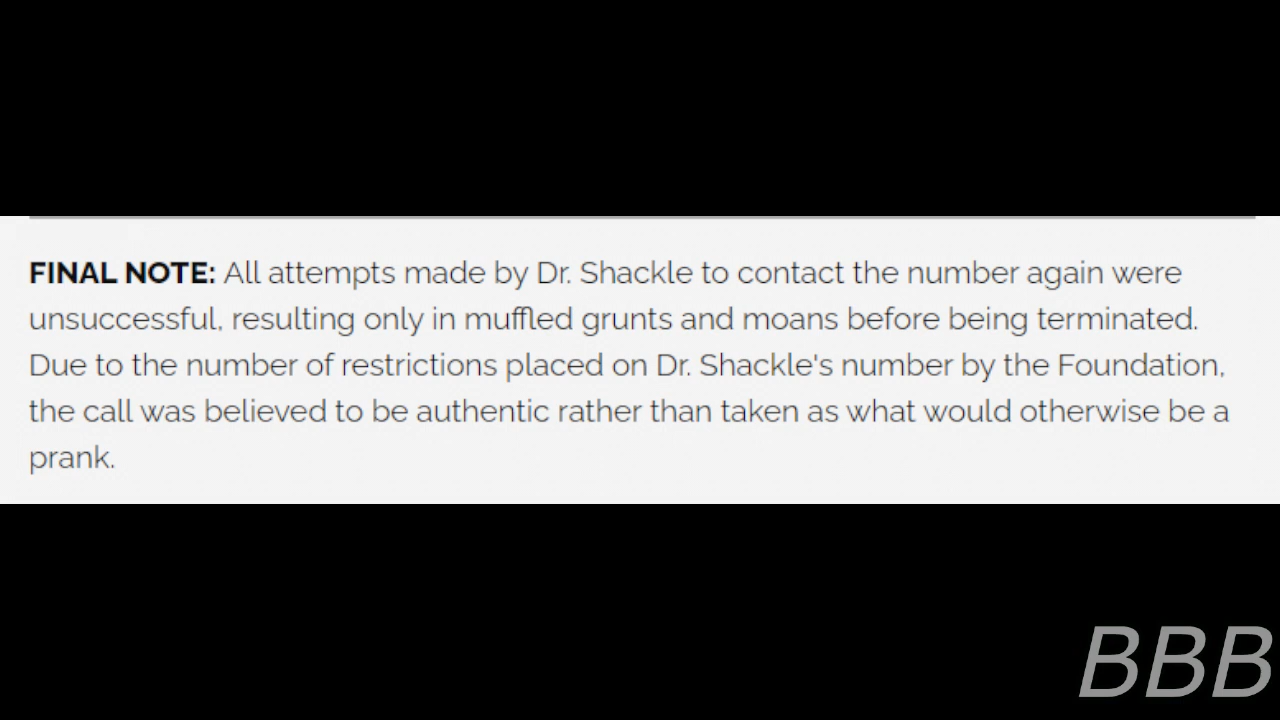 FINAL NOTE: All attempts made by Dr. Shackle to contact the number again were
unsuccessful, resulting only in muffled grunts and moans before being terminated.
Due to the number of restrictions placed on Dr. Shackle's number by the Foundation,
the call was believed to be authentic rather than taken as what would otherwise be a
prank.
BBB